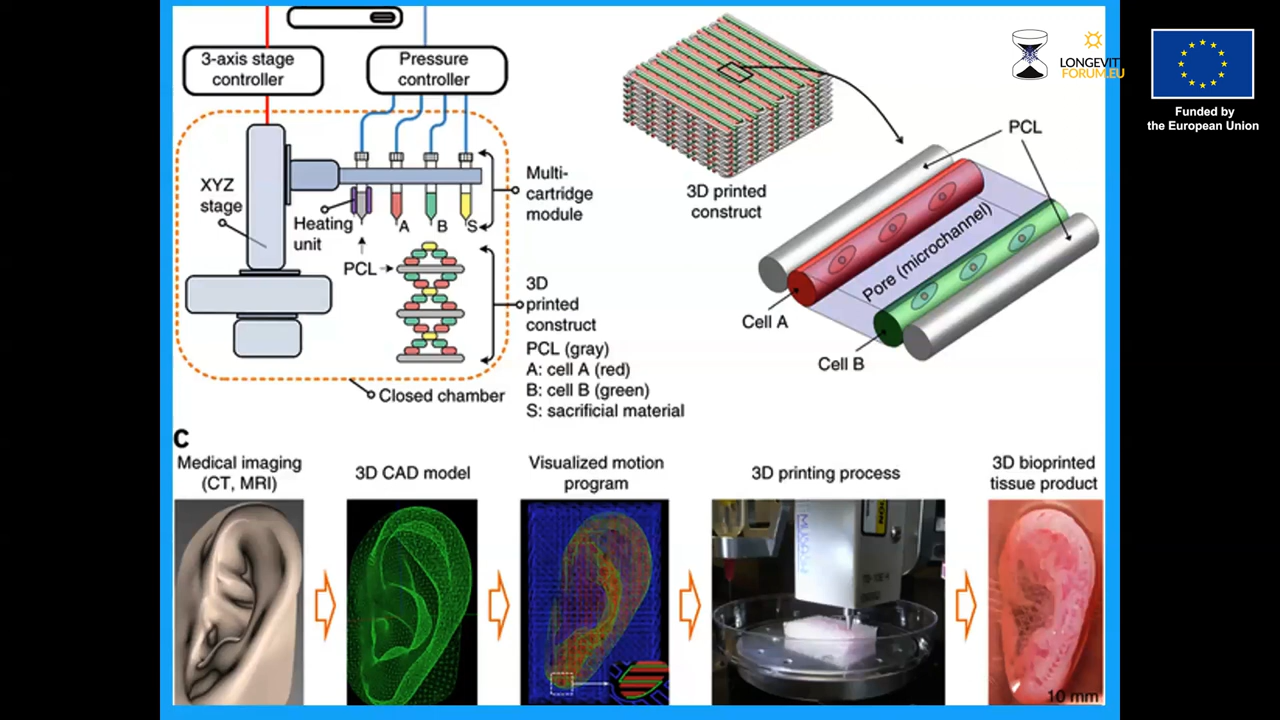 3-axis stage
controller
Pressure
controller
XYZ
stage
Heating
unit
A
B
S
PCL
Multi-
cartridge
module
3D
printed
construct
PCL (gray)
A: cell A (red)
B: cell B (green)
S: sacrificial material
Closed chamber
3D printed
construct
PCL
Pore (microchannel)
Cell A
Cell B
LONGEVIT
FORUM.EU
Funded by
the European Union
C
Medical imaging
(CT, MRI)
3D CAD model
Visualized motion
program
3D printing process
3D bioprinted
tissue product
10 mm